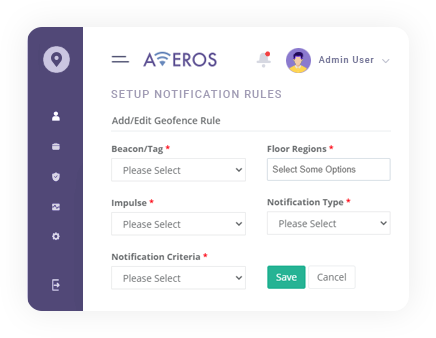 AVEROS
Admin User
SETUP NOTIFICATION RULES
Add/Edit Geofence Rule
Beacon/Tag *
Floor Regions *
Please Select
Select Some Options
Impulse *
Notification Type *
Please Select
Please Select
Notification Criteria *
Please Select
Save
Cancel